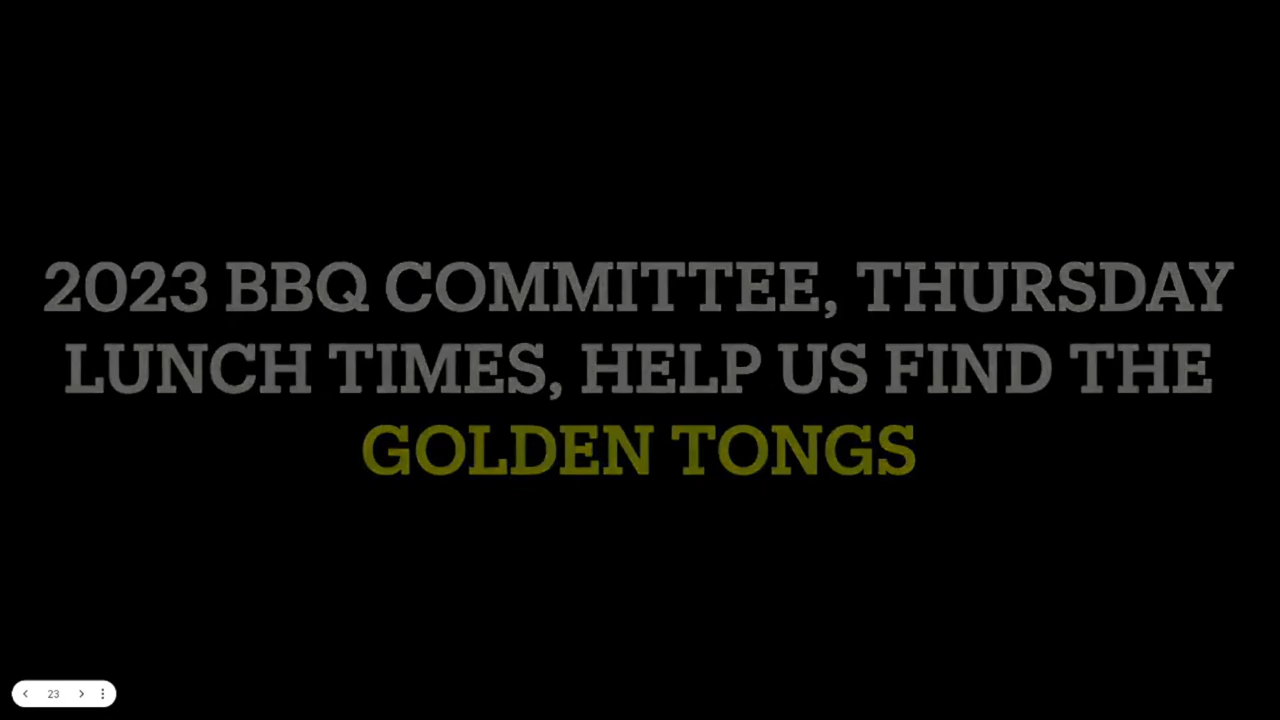 2023 BBQ COMMITTEE, THURSDAY
LUNCH TIMES, HELP US FIND THE
GOLDEN TONGS
23